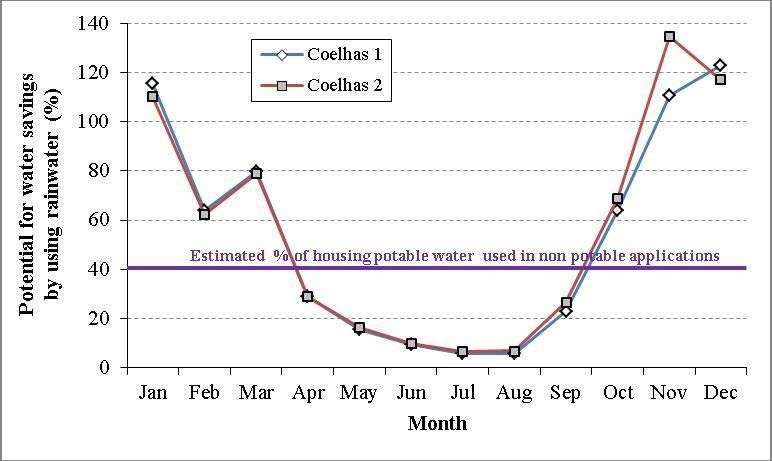 Potential for water savings
by using rainwater (%)
140
120
100
80
60
40
20
0
Coelhas 1
Coelhas 2
Estimated % of housing potable water used in non potable applications
Jan Feb Mar Apr May Jun Jul Aug Sep Oct Nov Dec
Month